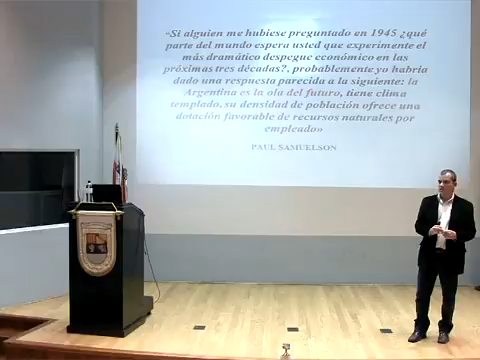 «Si alguien me hubiese preguntado en 1945 ¿qué
parte del mundo espera usted que experimente el
más dramático despegue económico en las
próximas tres décadas?, probablemente yo habría
dado una respuesta parecida a la siguiente: la
Argentina es la ola del futuro, tiene clima
templado, su densidad de población ofrece una
dotación favorable de recursos naturales por
empleado»
PAUL SAMUELSON